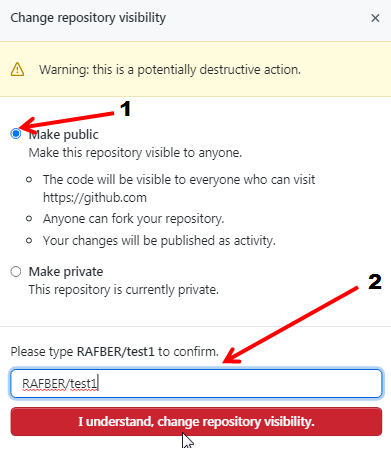 Change repository visibility
Warning: this is a potentially destructive action.
1
Make public
Make this repository visible to anyone.
The code will be visible to everyone who can visit
https://github.com
Anyone can fork your repository.
Your changes will be published as activity.
Make private
This repository is currently private.
2
Please type RAFBER/test1 to confirm.
RAFBER/test1
I understand, change repository visibility.